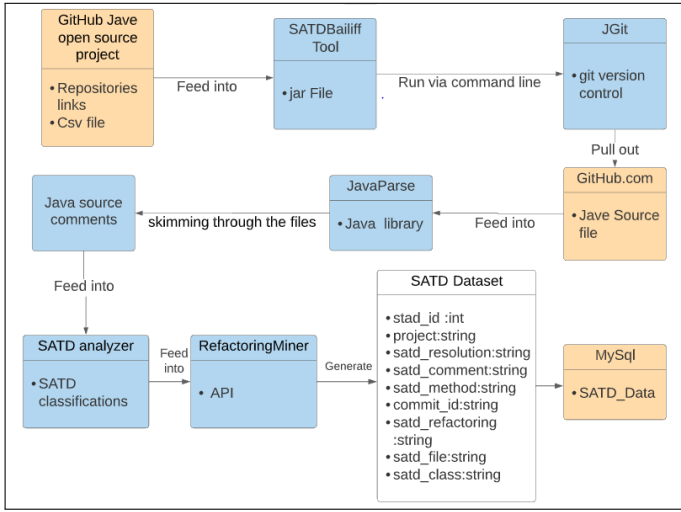 GitHub Jave
open source
project
• Repositories
links
• Csv file
Feed into
SATDBailiff
Tool
• jar File
Run via command line
JGit
• git version
control
Pull out
GitHub.com
• Jave Source
file
Feed into
JavaParse
• Java library
skimming through the files
Java source
comments
Feed into
SATD analyzer
• SATD
classifications
Feed
into
RefactoringMiner
• API
Generate
SATD Dataset
• stad_id :int
• project:string
• satd_resolution:string
• satd_comment:string
• satd_method:string
• commit_id:string
• satd_refactoring
:string
• satd_file:string
• satd_class:string
MySql
• SATD_Data